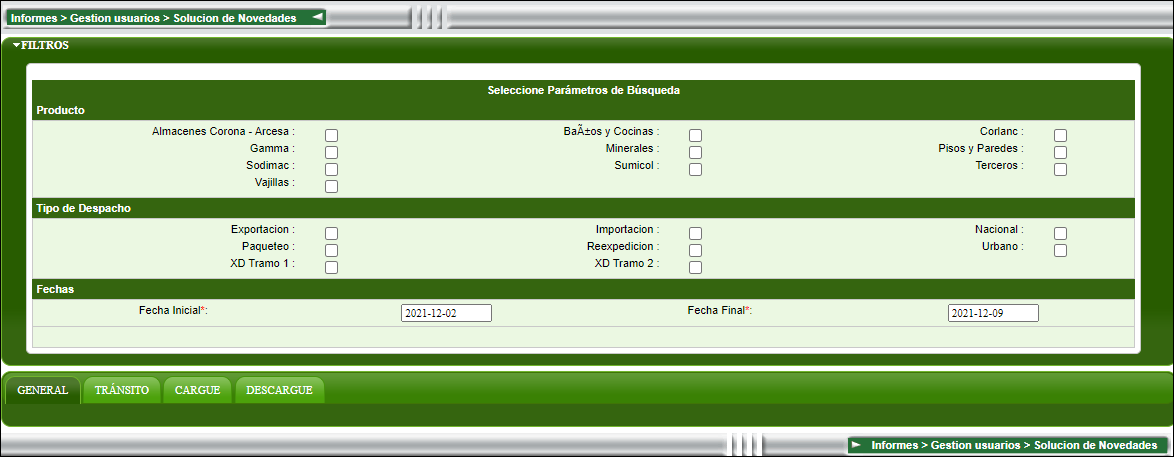 Informes > Gestion usuarios > Solucion de Novedades
FILTROS
Seleccione Parámetros de Búsqueda
Producto
Almacenes Corona - Arcesa : BaÃ±os y Cocinas : Corlanc :
Gamma : Minerales : Pisos y Paredes :
Sodimac : Sumicol : Terceros :
Vajillas :
Tipo de Despacho
Exportacion : Importacion : Nacional :
Paqueteo : Reexpedicion : Urbano :
XD Tramo 1 : XD Tramo 2 :
Fechas
Fecha Inicial*: 2021-12-02 Fecha Final*: 2021-12-09
GENERAL TRÁNSITO CARGUE DESCARGUE
Informes > Gestion usuarios > Solucion de Novedades